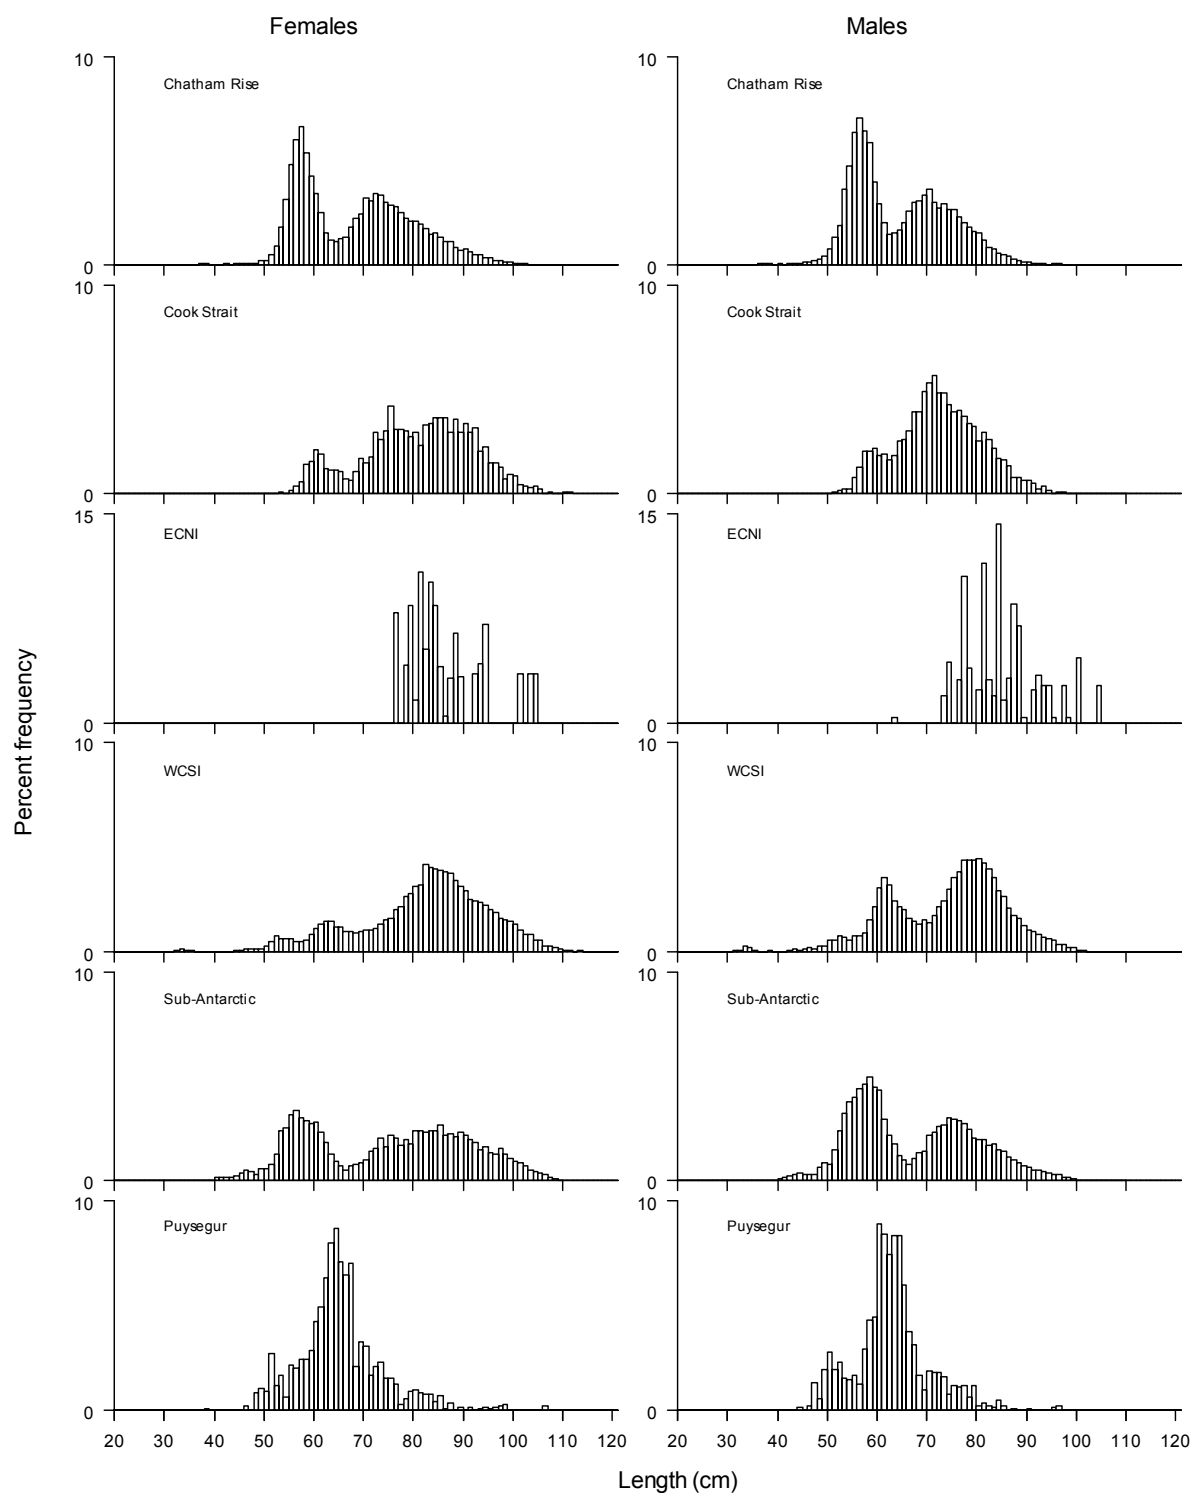 Females Males
10 10
Chatham Rise Chatham Rise
0 0
10 10
Cook Strait Cook Strait
0 0
15 15
ECNI ECNI
0 0
10 10
WCSI WCSI
0 0
10 10
Sub-Antarctic Sub-Antarctic
0 0
10 10
Puysegur Puysegur
0 0
20 30 40 50 60 70 80 90 100 110 120 20 30 40 50 60 70 80 90 100 110 120
Length (cm)
Percent frequency